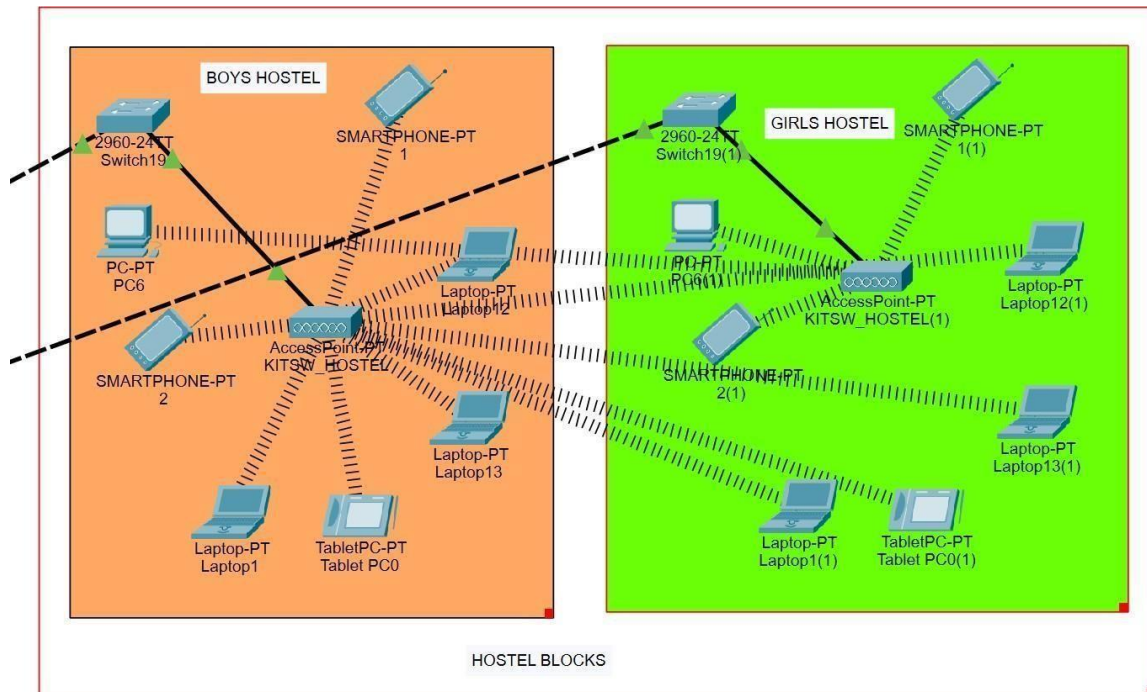 BOYS HOSTEL
2960-24TT
Switch19
SMARTPHONE-PT
1
PC-PT
PC6
Laptop-PT
Laptop12
SMARTPHONE-PT
2
AccessPoint-PT
KITSW_HOSTEL
Laptop-PT
Laptop13
Laptop-PT
Laptop1
TabletPC-PT
Tablet PC0
GIRLS HOSTEL
2960-24TT
Switch19(1)
SMARTPHONE-PT
1(1)
PC-PT
PC6(1)
AccessPoint-PT
KITSW_HOSTEL(1)
Laptop-PT
Laptop12(1)
SMARTPHONE-PT
2(1)
Laptop-PT
Laptop13(1)
Laptop-PT
Laptop1(1)
TabletPC-PT
Tablet PC0(1)
HOSTEL BLOCKS